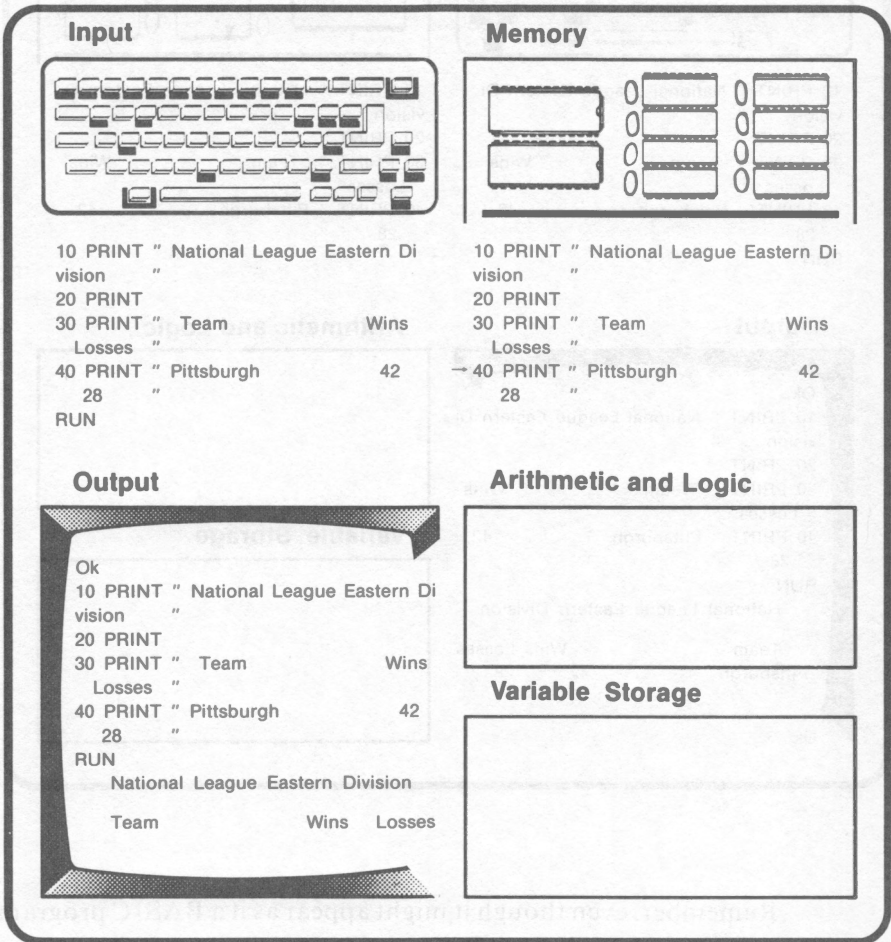 Input
10 PRINT " National League Eastern Di
vision "
20 PRINT
30 PRINT " Team Wins
Losses "
40 PRINT " Pittsburgh 42
28 "
RUN
Memory
10 PRINT " National League Eastern Di
vision "
20 PRINT
30 PRINT " Team Wins
Losses "
→ 40 PRINT " Pittsburgh 42
28 "
Output
Ok
10 PRINT " National League Eastern Di
vision "
20 PRINT
30 PRINT " Team Wins
Losses "
40 PRINT " Pittsburgh 42
28 "
RUN
National League Eastern Division
Team Wins Losses
Arithmetic and Logic
Variable Storage